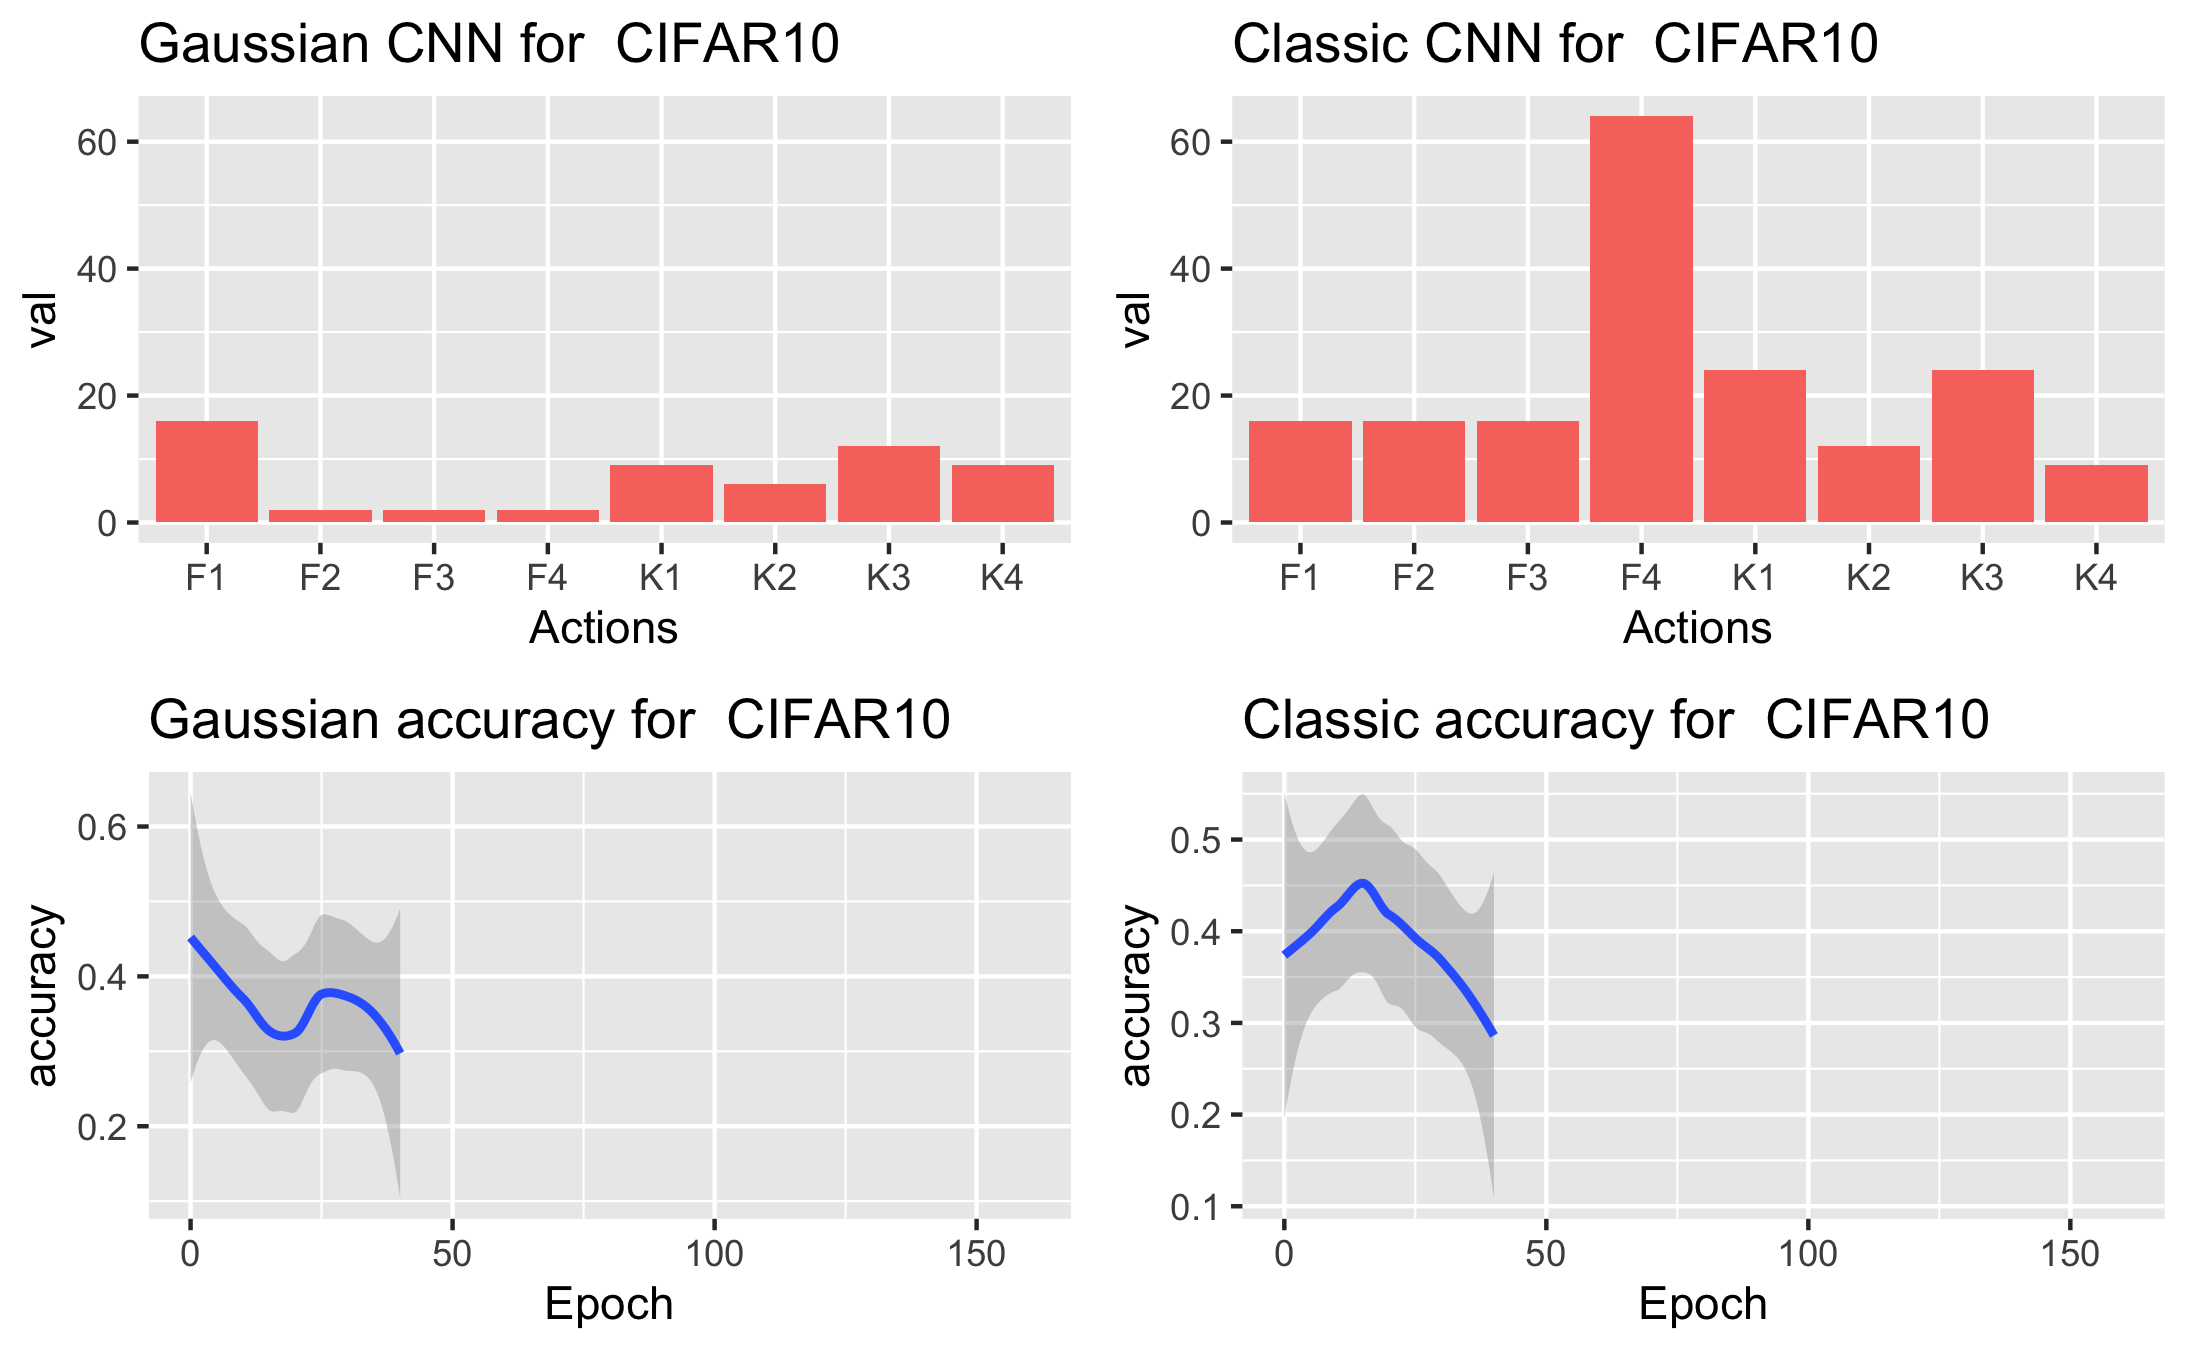 Gaussian CNN for  CIFAR10
val
60
40
20
0
F1 F2 F3 F4 K1 K2 K3 K4
Actions
Classic CNN for  CIFAR10
val
60
40
20
0
F1 F2 F3 F4 K1 K2 K3 K4
Actions
Gaussian accuracy for  CIFAR10
accuracy
0.6
0.4
0.2
0 50 100 150
Epoch
Classic accuracy for  CIFAR10
accuracy
0.5
0.4
0.3
0.2
0.1
0 50 100 150
Epoch